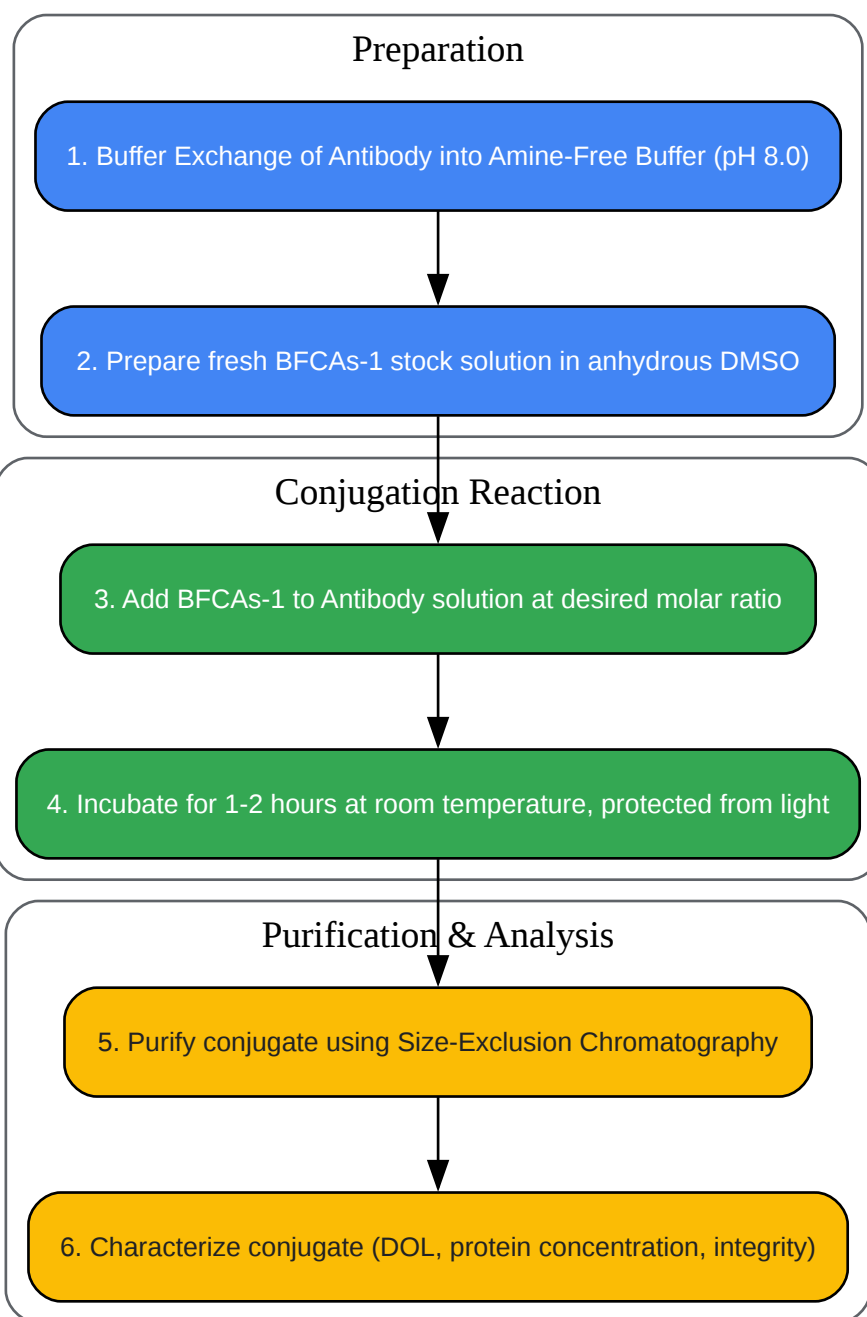 Preparation
1. Buffer Exchange of Antibody into Amine-Free Buffer (pH 8.0)
2. Prepare fresh BFCAs-1 stock solution in anhydrous DMSO
Conjugation Reaction
3. Add BFCAs-1 to Antibody solution at desired molar ratio
4. Incubate for 1-2 hours at room temperature, protected from light
Purification & Analysis
5. Purify conjugate using Size-Exclusion Chromatography
6. Characterize conjugate (DOL, protein concentration, integrity)